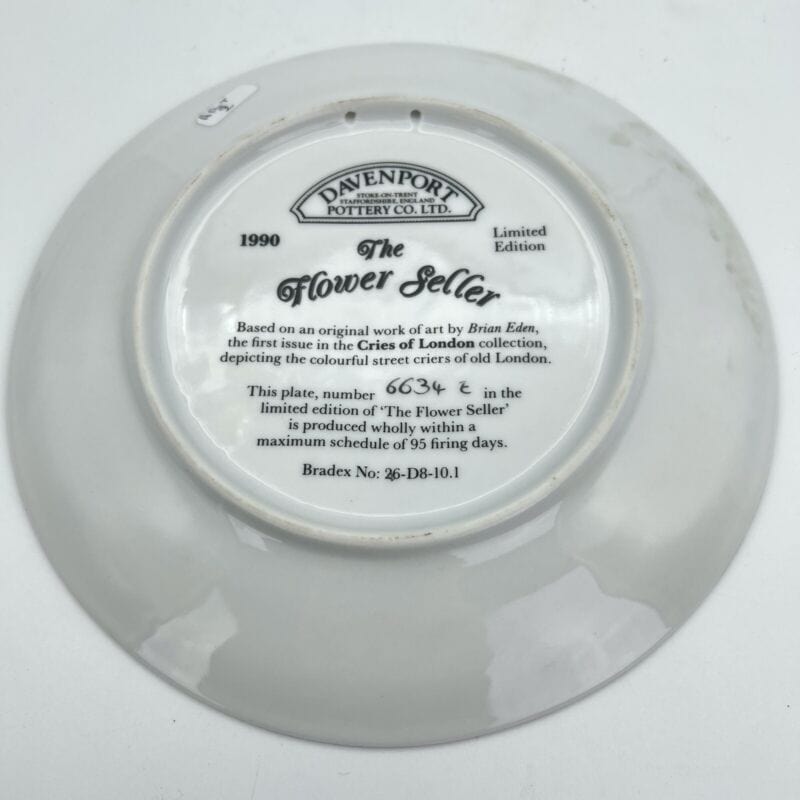 DAVENPORT
STOKE-ON-TRENT
STAFFORDSHIRE, ENGLAND
POTTERY CO. LTD.
1990
Limited
Edition
The
Flower Seller
Based on an original work of art by Brian Eden,
the first issue in the Cries of London collection,
depicting the colourful street criers of old London.
This plate, number 6634 E in the
limited edition of 'The Flower Seller'
is produced wholly within a
maximum schedule of 95 firing days.
Bradex No: 26-D8-10.1